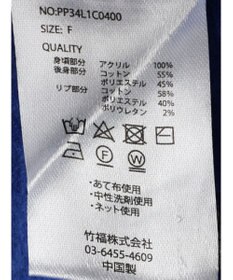 NO:PP34L1C0400
SIZE: F
QUALITY
身頃部分 アクリル 100%
後身部分 コットン 55%
ポリエステル 45%
リブ部分 コットン 58%
ポリエステル 40%
ポリウレタン 2%
・あて布使用
・中性洗剤使用
・ネット使用
竹福株式会社
03-6455-4609
中国製